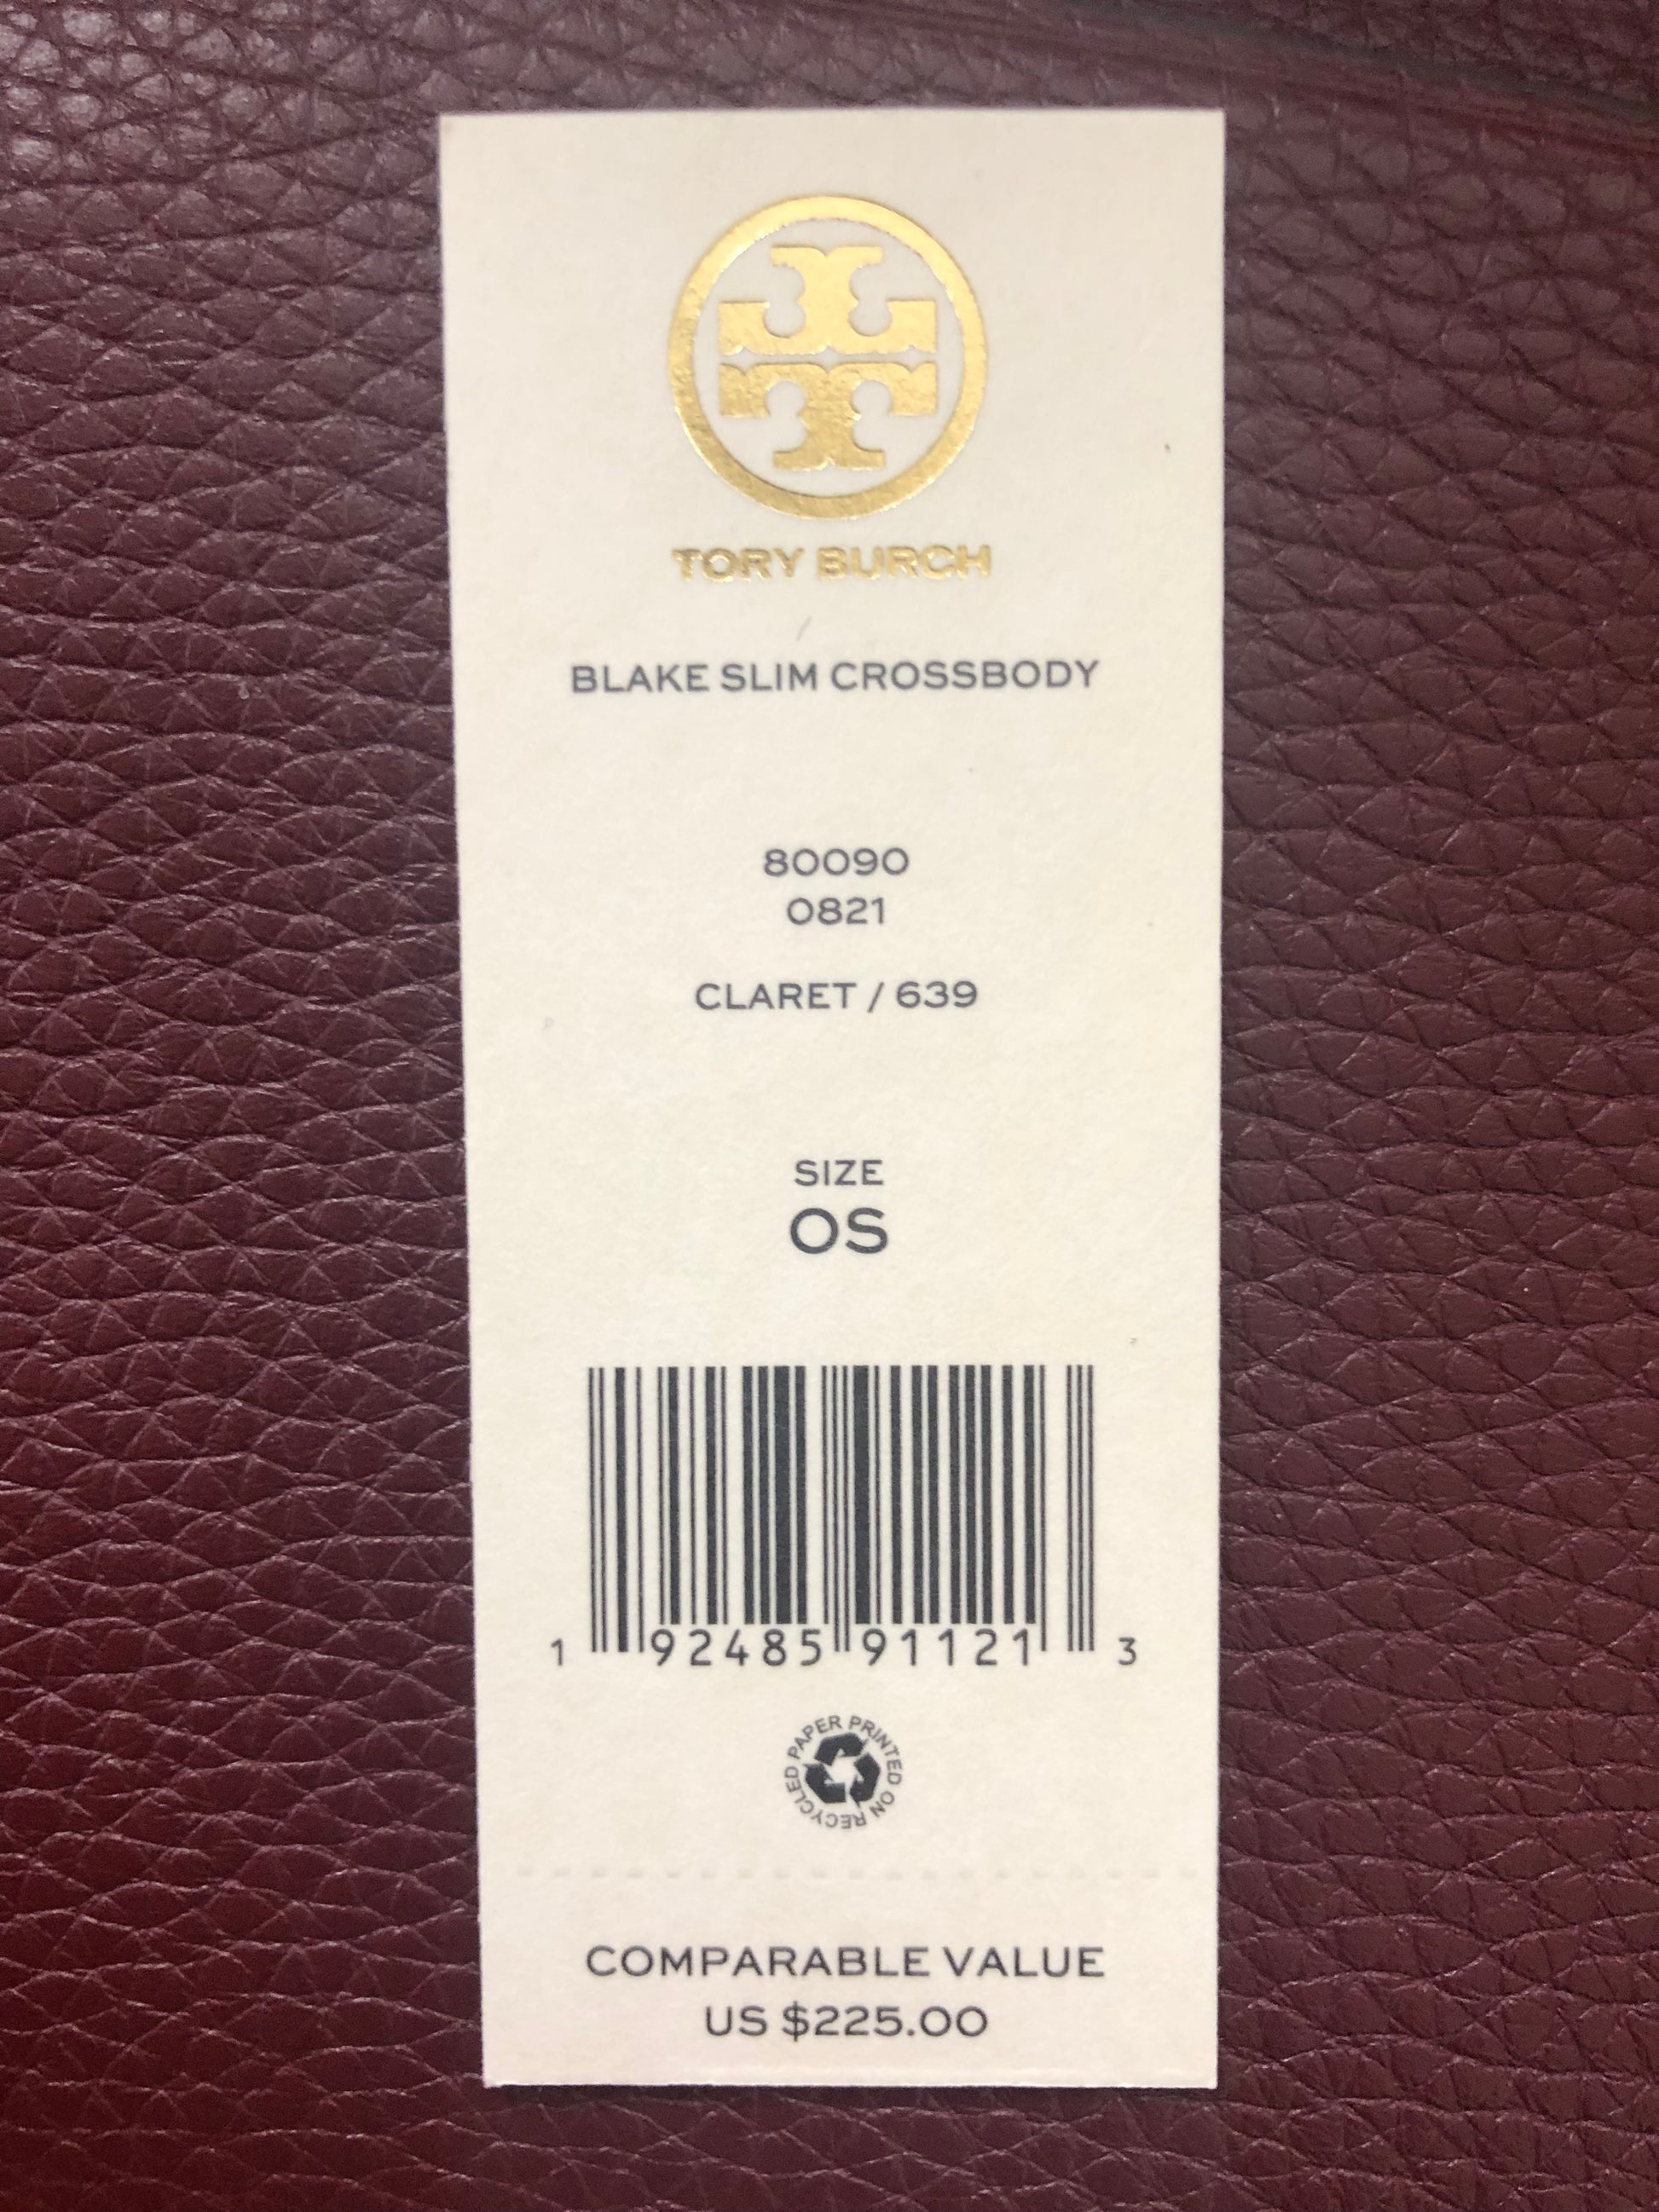 TORY BURCH
BLAKE SLIM CROSSBODY
80090
0821
CLARET / 639
SIZE
OS
1 92485 91121 3
PRINTED ON RECYCLED PAPER
COMPARABLE VALUE
US $225.00